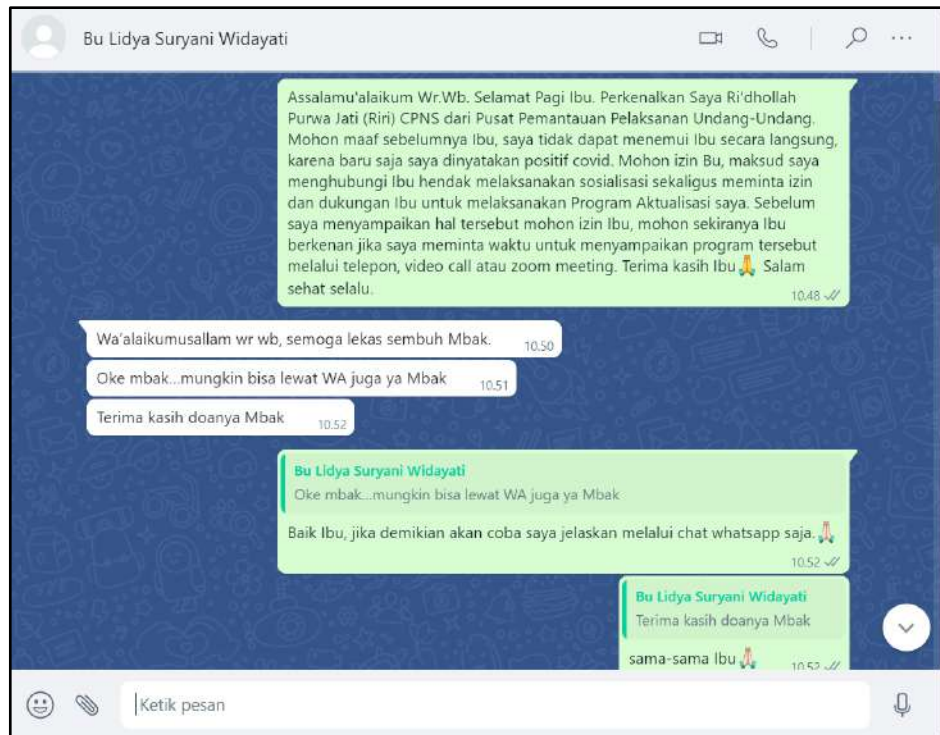 Bu Lidya Suryani Widayati
Assalamu'alaikum Wr.Wb. Selamat Pagi Ibu. Perkenalkan Saya Ri'dhollah
Purwa Jati (Riri) CPNS dari Pusat Pemantauan Pelaksanan Undang-Undang.
Mohon maaf sebelumnya Ibu, saya tidak dapat menemui Ibu secara langsung,
karena baru saja saya dinyatakan positif covid. Mohon izin Bu, maksud saya
menghubungi Ibu hendak melaksanakan sosialisasi sekaligus meminta izin
dan dukungan Ibu untuk melaksanakan Program Aktualisasi saya. Sebelum
saya menyampaikan hal tersebut mohon izin Ibu, mohon sekiranya Ibu
berkenan jika saya meminta waktu untuk menyampaikan program tersebut
melalui telepon, video call atau zoom meeting. Terima kasih Ibu🙏 Salam
sehat selalu.
10.48
Wa'alaikumusallam wr wb, semoga lekas sembuh Mbak.
10.50
Oke mbak...mungkin bisa lewat WA juga ya Mbak
10.51
Terima kasih doanya Mbak
10.52
Bu Lidya Suryani Widayati
Oke mbak...mungkin bisa lewat WA juga ya Mbak
Baik Ibu, jika demikian akan coba saya jelaskan melalui chat whatsapp saja.🙏
10.52
Bu Lidya Suryani Widayati
Terima kasih doanya Mbak
sama-sama Ibu🙏
10.52
Ketik pesan